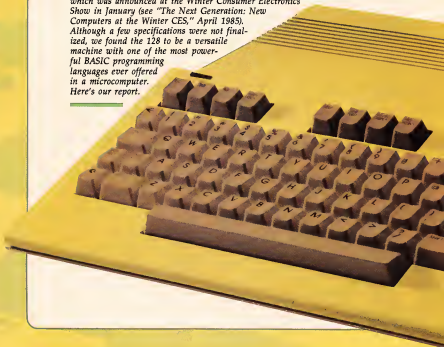 which was announced at the Winter Consumer Electronics
Show in January (see "The Next Generation: New
Computers at the Winter CES," April 1985).
Although a few specifications were not final-
ized, we found the 128 to be a versatile
machine with one of the most power-
ful BASIC programming
languages ever offered
in a microcomputer.
Here's our report.
Q W E R T Y U I O P
A S D F G H J K L
Z X C V B N M